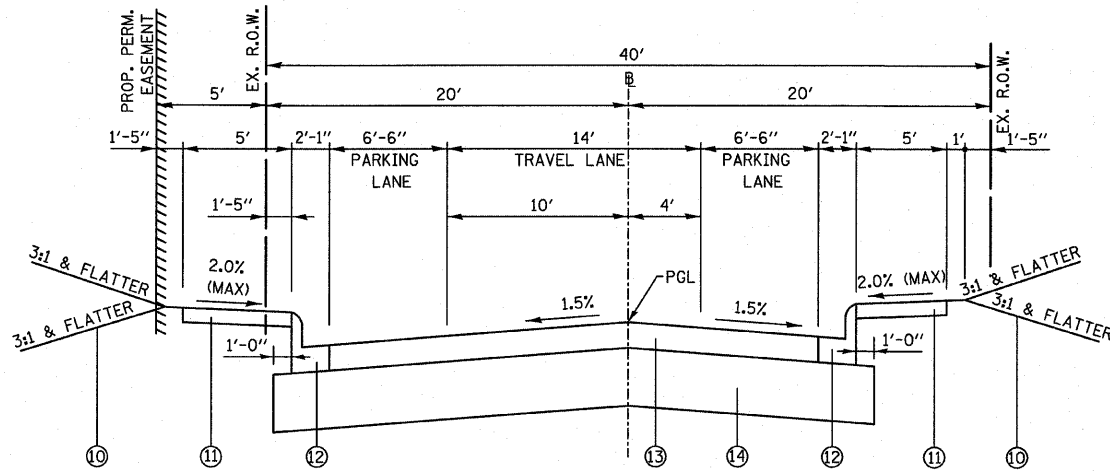 PROP. PERM.
EASEMENT
EX. R.O.W.
EX. R.O.W.
40'
B
5'
20'
20'
1'-5"
5'
2'-1"
6'-6"
14'
6'-6"
2'-1"
5'
1'
1'-5"
PARKING
LANE
TRAVEL LANE
PARKING
LANE
1'-5"
10'
4'
3:1 & FLATTER
3:1 & FLATTER
2.0%
(MAX)
1.5%
PGL
1.5%
2.0% (MAX)
3:1 & FLATTER
3:1 & FLATTER
1'-0"
1'-0"
10
11
12
13
14
12
11
10